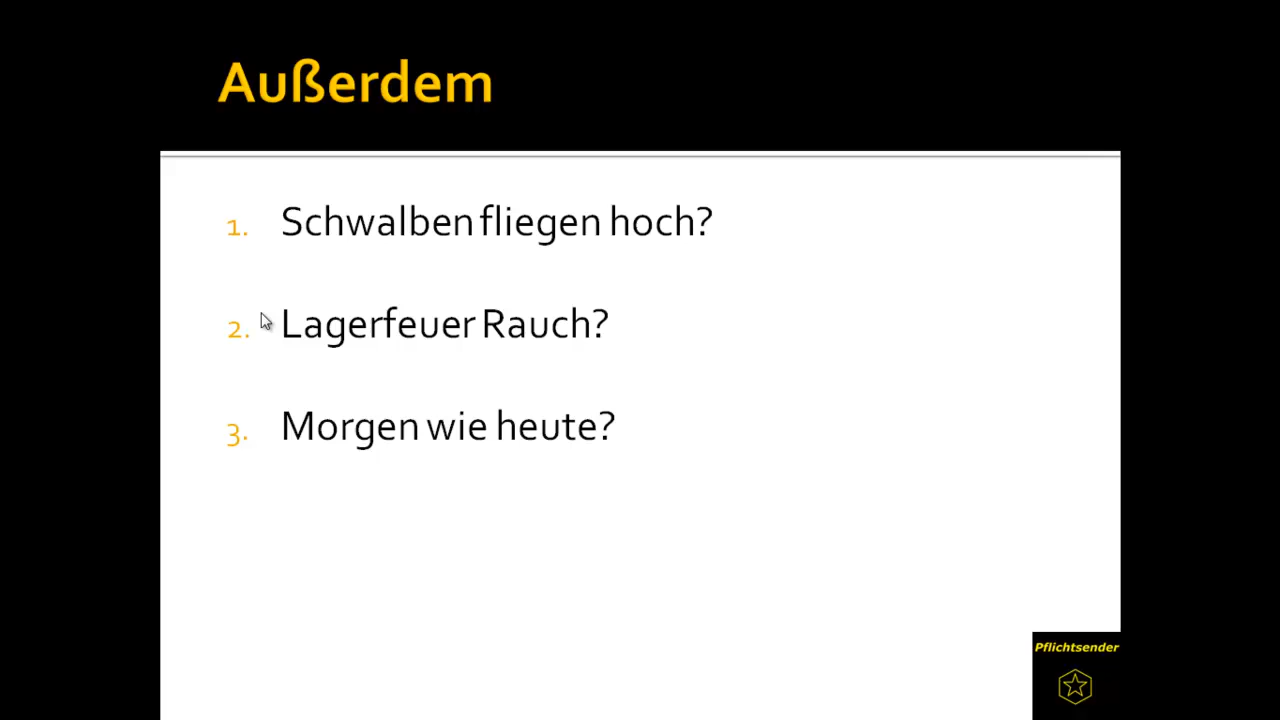 Außerdem
1. Schwalben fliegen hoch?
2. Lagerfeuer Rauch?
3. Morgen wie heute?
Pflichtsender